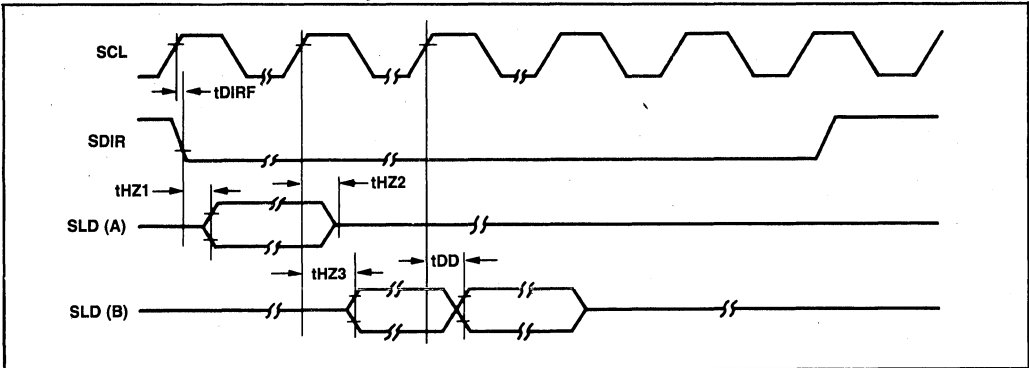 SCL
tDIRF
SDIR
tHZ1
tHZ2
SLD (A)
tHZ3
tDD
SLD (B)